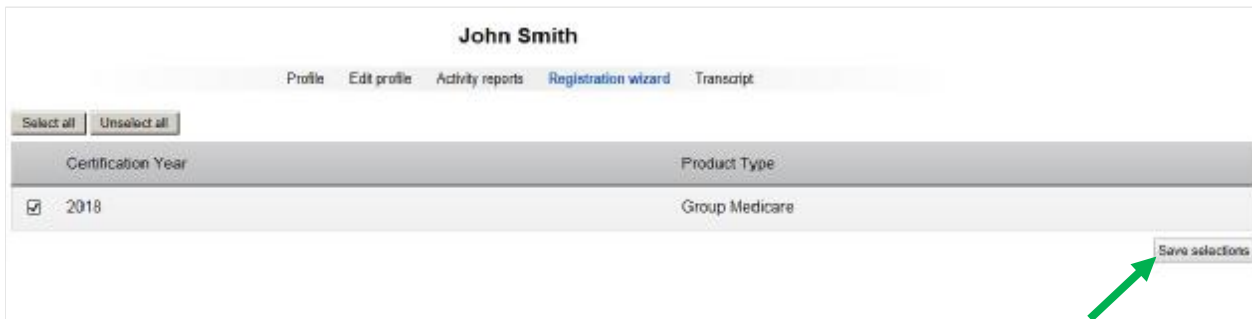 John Smith
Profile Edit profile Activity reports Registration wizard Transcript
Select all Unselect all
Certification Year Product Type
2018 Group Medicare
Save selections